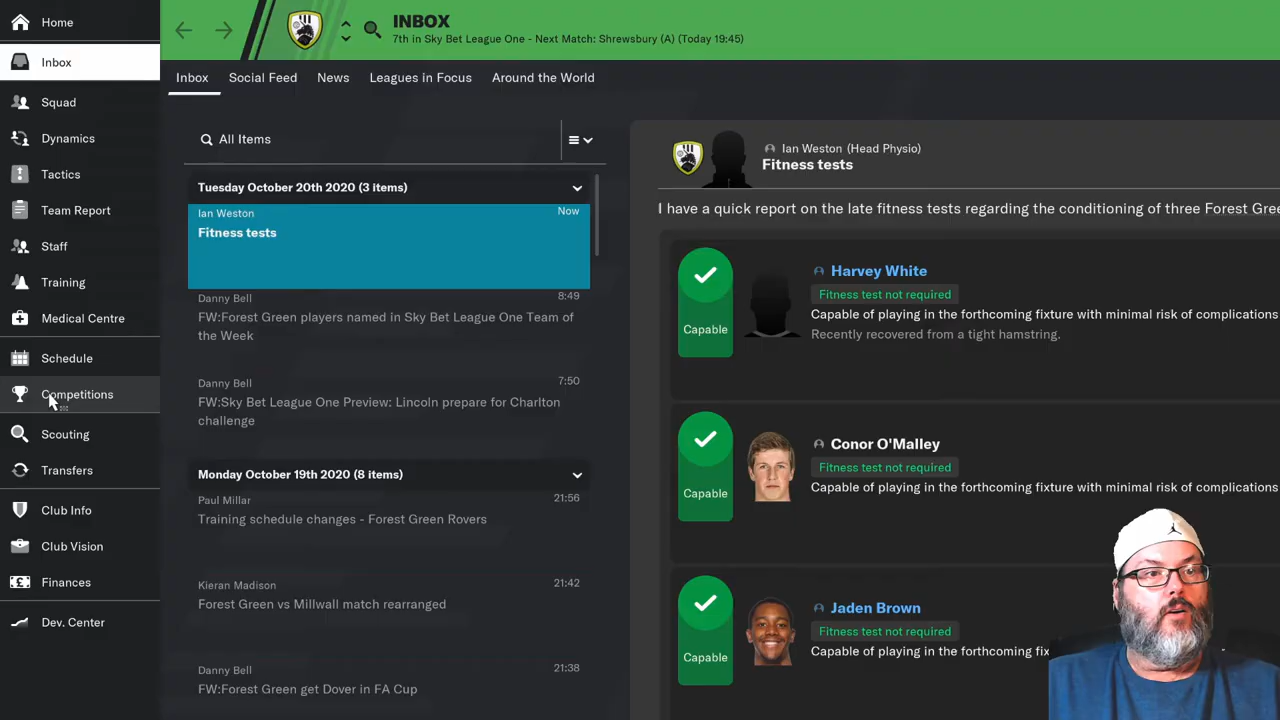 Home
Inbox
Squad
Dynamics
Tactics
Team Report
Staff
Training
Medical Centre
Schedule
Competitions
Scouting
Transfers
Club Info
Club Vision
Finances
Dev. Center
INBOX
7th in Sky Bet League One - Next Match: Shrewsbury (A) (Today 19:45)
Inbox Social Feed News Leagues in Focus Around the World
All Items
Tuesday October 20th 2020 (3 items)
Ian Weston Now
Fitness tests
Danny Bell 8:49
FW:Forest Green players named in Sky Bet League One Team of
the Week
Danny Bell 7:50
FW:Sky Bet League One Preview: Lincoln prepare for Charlton
challenge
Monday October 19th 2020 (8 items)
Paul Millar 21:56
Training schedule changes - Forest Green Rovers
Kieran Madison 21:42
Forest Green vs Millwall match rearranged
Danny Bell 21:38
FW:Forest Green get Dover in FA Cup
Ian Weston (Head Physio)
Fitness tests
I have a quick report on the late fitness tests regarding the conditioning of three Forest Gree
Capable
Harvey White
Fitness test not required
Capable of playing in the forthcoming fixture with minimal risk of complications
Recently recovered from a tight hamstring.
Capable
Conor O'Malley
Fitness test not required
Capable of playing in the forthcoming fixture with minimal risk of complications
Capable
Jaden Brown
Fitness test not required
Capable of playing in the forthcoming fix